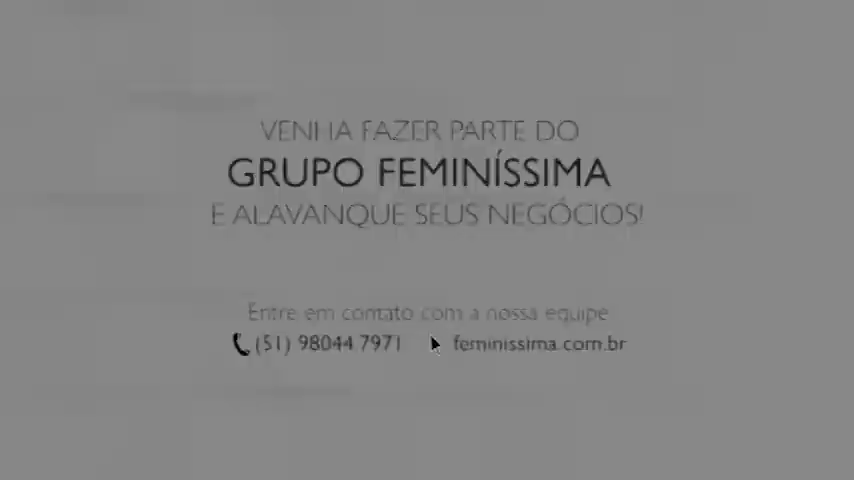 VENHA FAZER PARTE DO
GRUPO FEMINÍSSIMA
E ALAVANQUE SEUS NEGÓCIOS!
Entre em contato com a nossa equipe
(51) 98044 7971 feminissima.com.br